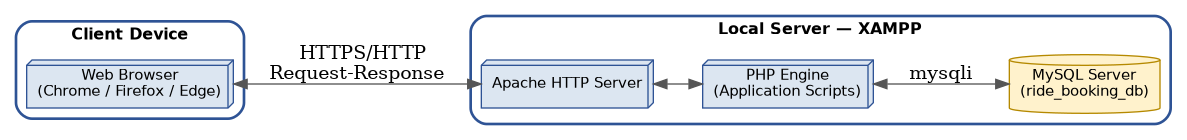 Client Device
Web Browser
(Chrome / Firefox / Edge)
HTTPS/HTTP
Request-Response
Local Server — XAMPP
Apache HTTP Server
PHP Engine
(Application Scripts)
mysqli
MySQL Server
(ride_booking_db)